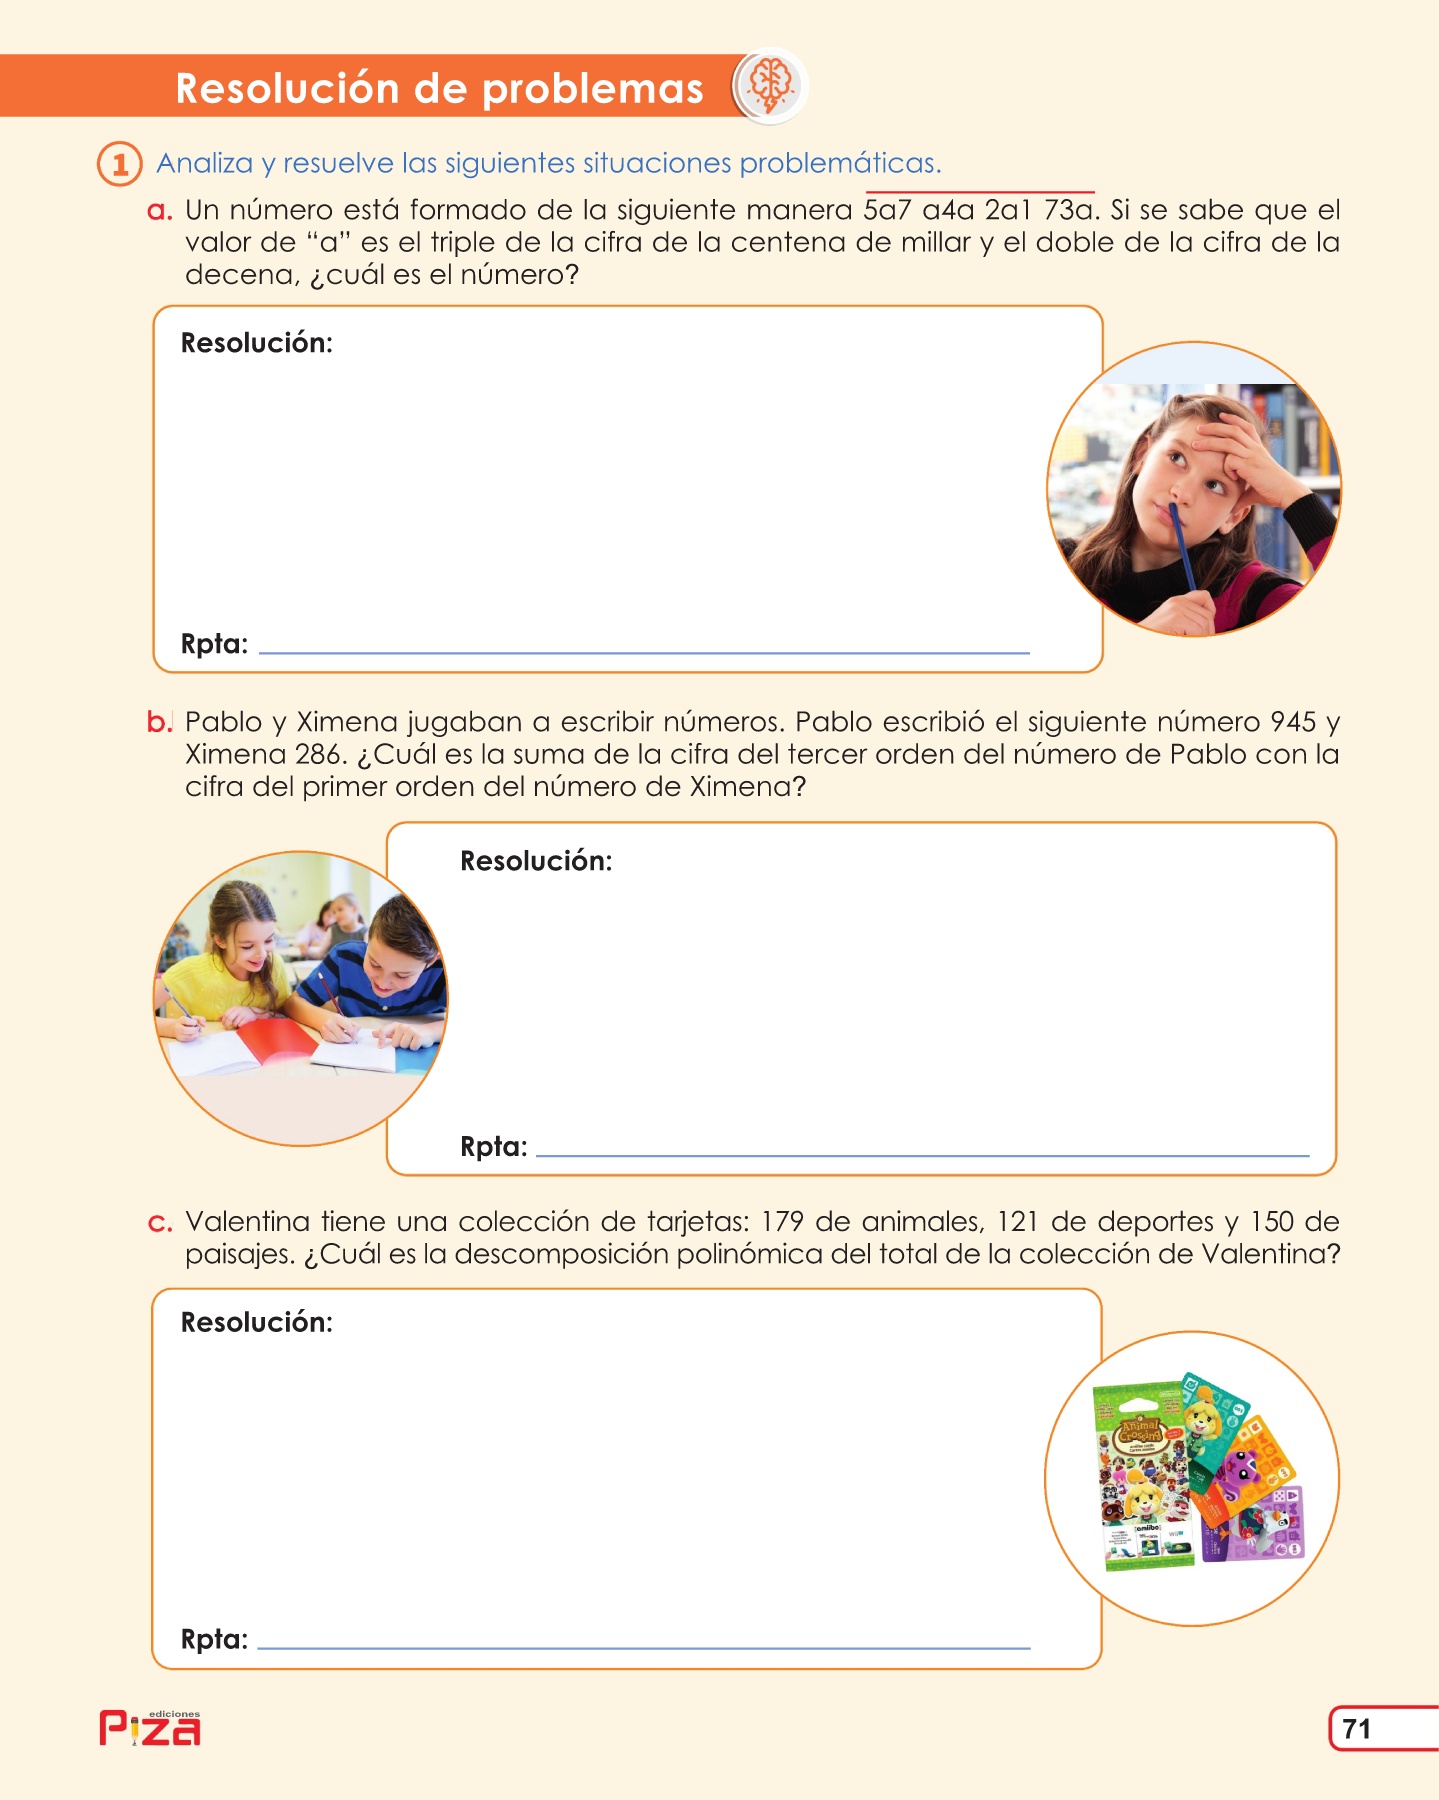 Resolución de problemas
1 Analiza y resuelve las siguientes situaciones problemáticas.
a. Un número está formado de la siguiente manera 5a7 a4a 2a1 73a. Si se sabe que el
valor de “a” es el triple de la cifra de la centena de millar y el doble de la cifra de la
decena, ¿cuál es el número?
Resolución:
Rpta:
b. Pablo y Ximena jugaban a escribir números. Pablo escribió el siguiente número 945 y
Ximena 286. ¿Cuál es la suma de la cifra del tercer orden del número de Pablo con la
cifra del primer orden del número de Ximena?
Resolución:
Rpta:
c. Valentina tiene una colección de tarjetas: 179 de animales, 121 de deportes y 150 de
paisajes. ¿Cuál es la descomposición polinómica del total de la colección de Valentina?
Resolución:
Animal
Crossing
amiibo
Rpta:
ediciones
Piza
71